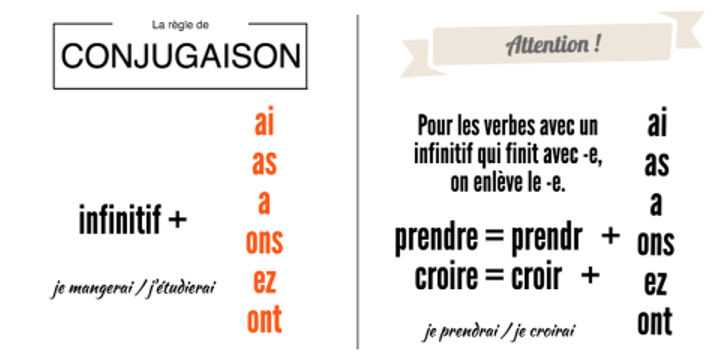 La règle de
CONJUGAISON
ai
as
a
infinitif +
ons
ez
je mangerai / j'étudierai
ont
Attention !
Pour les verbes avec un
infinitif qui finit avec -e,
on enlève le -e.
prendre = prendr +
croire = croir +
ai
as
a
ons
ez
ont
je prendrai / je croirai